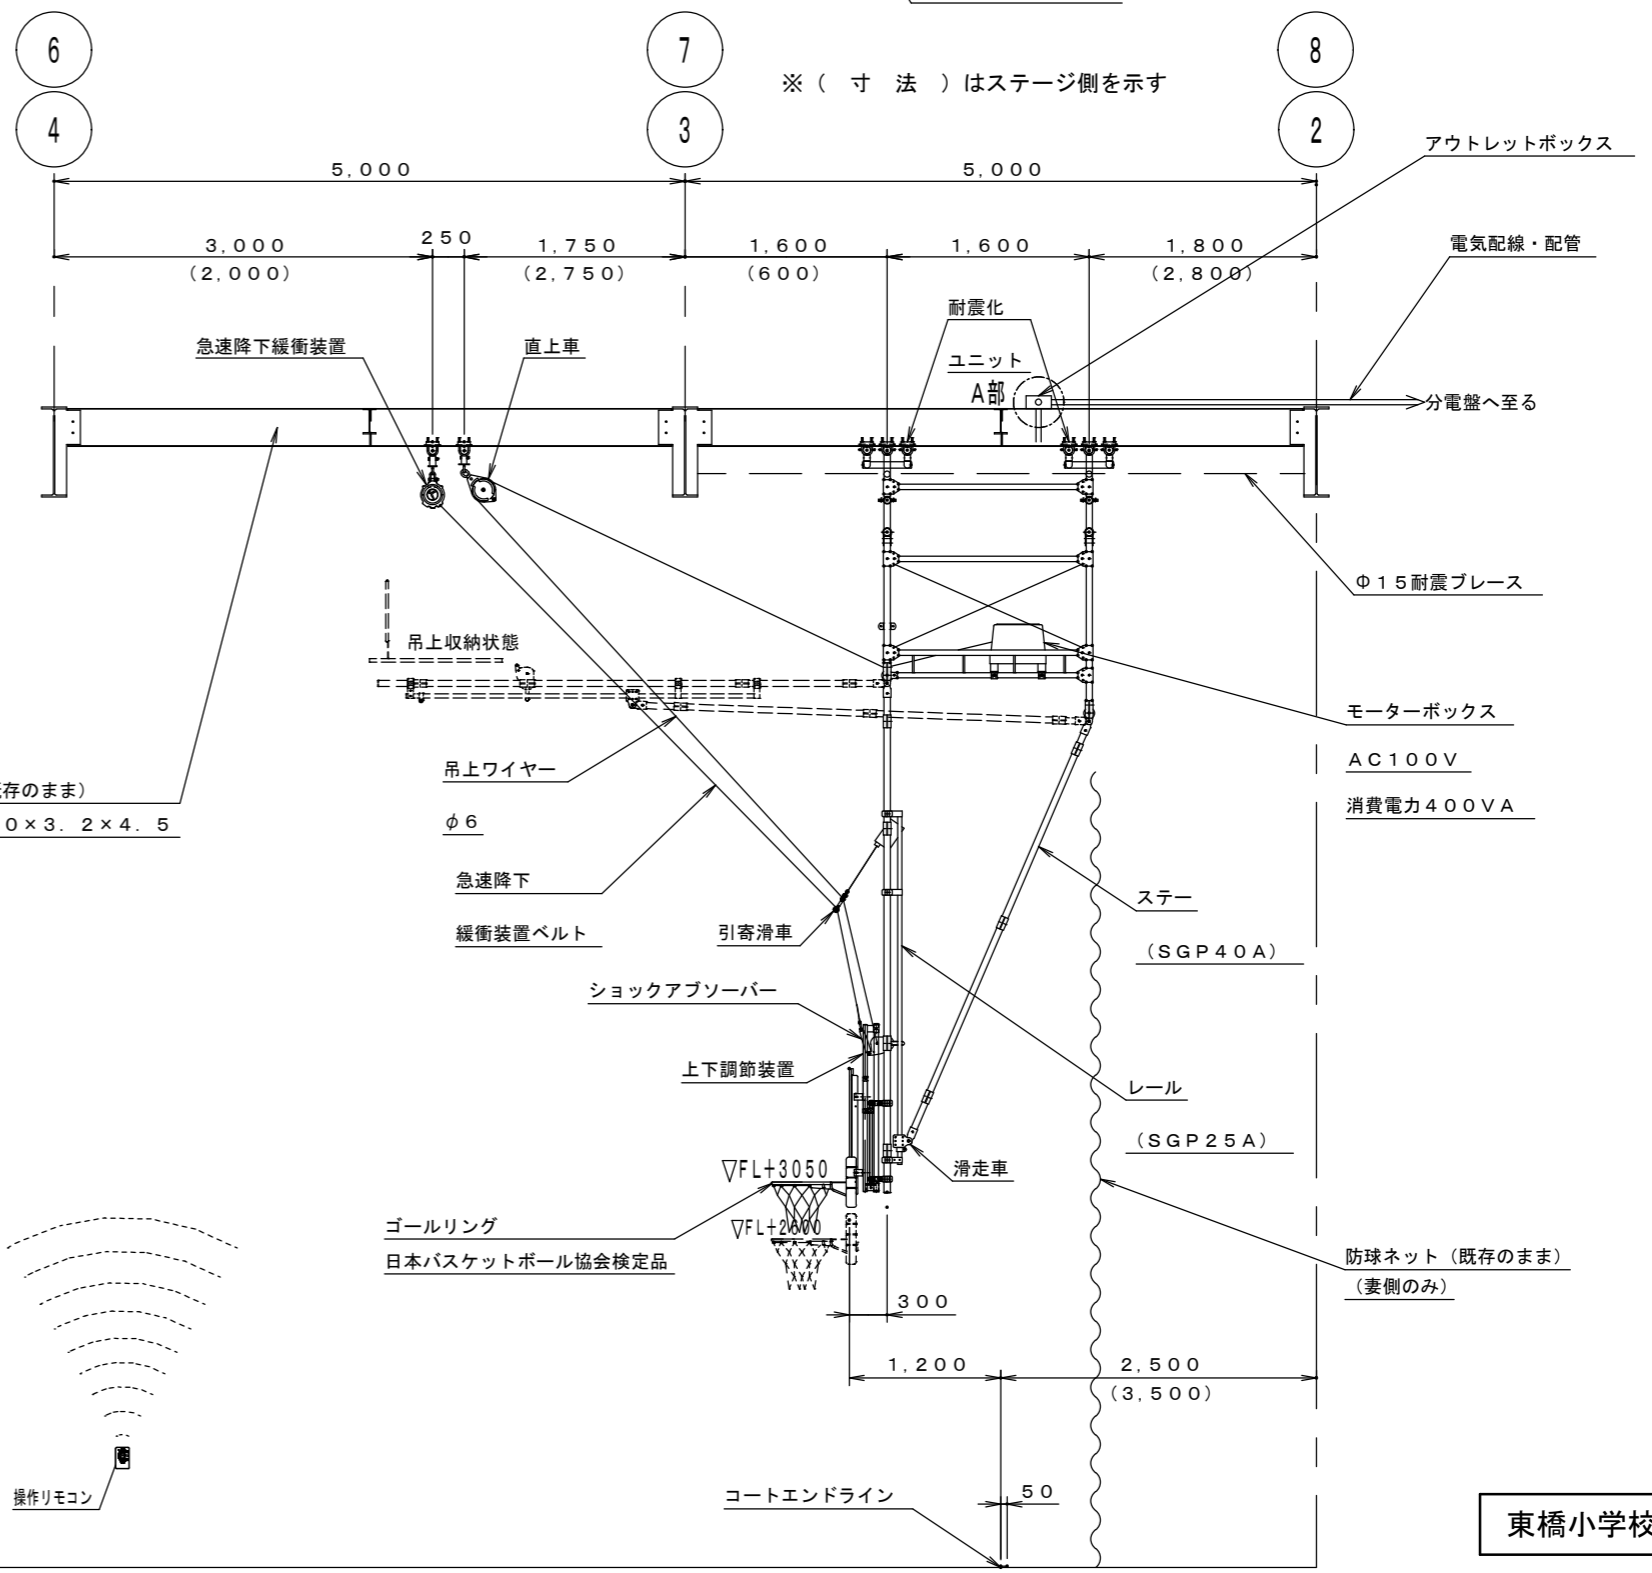 6
7
8
※（　寸　法　）はステージ側を示す
4
3
2
アウトレットボックス
5,000
5,000
3,000
250
1,750
1,600
1,600
1,800
電気配線・配管
(2,000)
(2,750)
(600)
(2,800)
耐震化
急速降下緩衝装置
直上車
ユニット
A部
分電盤へ至る
Φ15耐震ブレース
吊上収納状態
モーターボックス
AC100V
吊上ワイヤー
存のまま）
消費電力400VA
0×3.2×4.5
φ6
急速降下
ステー
緩衝装置ベルト
引寄滑車
(SGP40A)
ショックアブソーバー
上下調節装置
レール
(SGP25A)
▽FL+3050
滑走車
ゴールリング
▽FL+2600
日本バスケットボール協会検定品
防球ネット（既存のまま）
（妻側のみ）
300
1,200
2,500
(3,500)
操作リモコン
コートエンドライン
50
東橋小学校